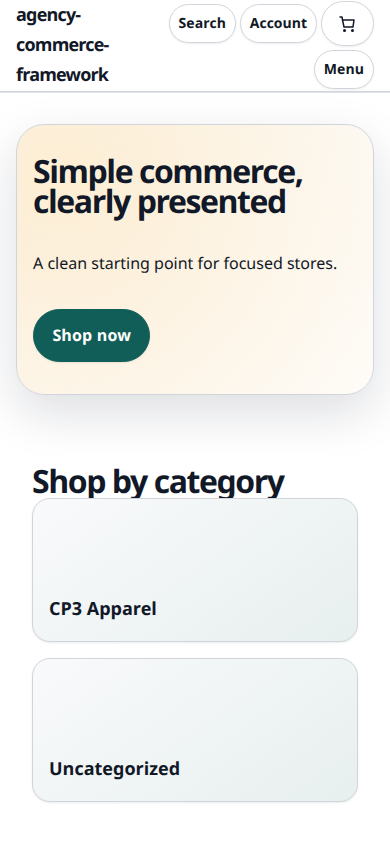 agency-
commerce-
framework
Search
Account
Menu
Simple commerce,
clearly presented
A clean starting point for focused stores.
Shop now
Shop by category
CP3 Apparel
Uncategorized